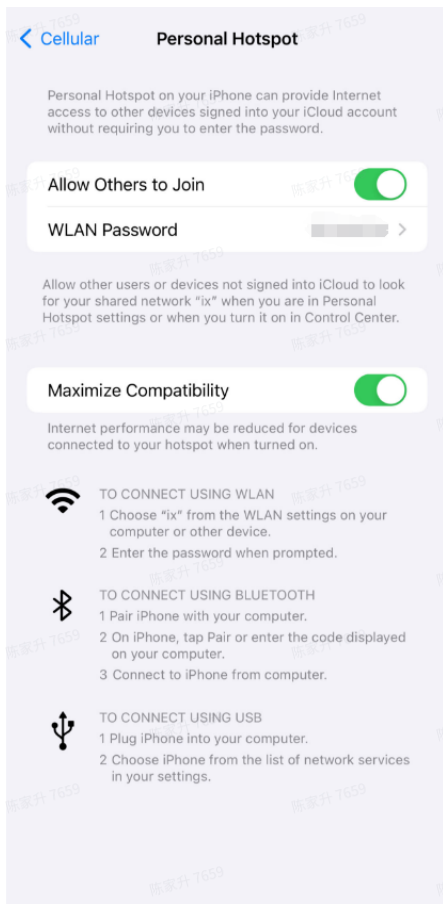 Cellular
Personal Hotspot
Personal Hotspot on your iPhone can provide Internet
access to other devices signed into your iCloud account
without requiring you to enter the password.
Allow Others to Join
WLAN Password
Allow other users or devices not signed into iCloud to look
for your shared network “ix” when you are in Personal
Hotspot settings or when you turn it on in Control Center.
Maximize Compatibility
Internet performance may be reduced for devices
connected to your hotspot when turned on.
TO CONNECT USING WLAN
1 Choose “ix” from the WLAN settings on your
computer or other device.
2 Enter the password when prompted.
TO CONNECT USING BLUETOOTH
1 Pair iPhone with your computer.
2 On iPhone, tap Pair or enter the code displayed
on your computer.
3 Connect to iPhone from computer.
TO CONNECT USING USB
1 Plug iPhone into your computer.
2 Choose iPhone from the list of network services
in your settings.
陈家升 7659